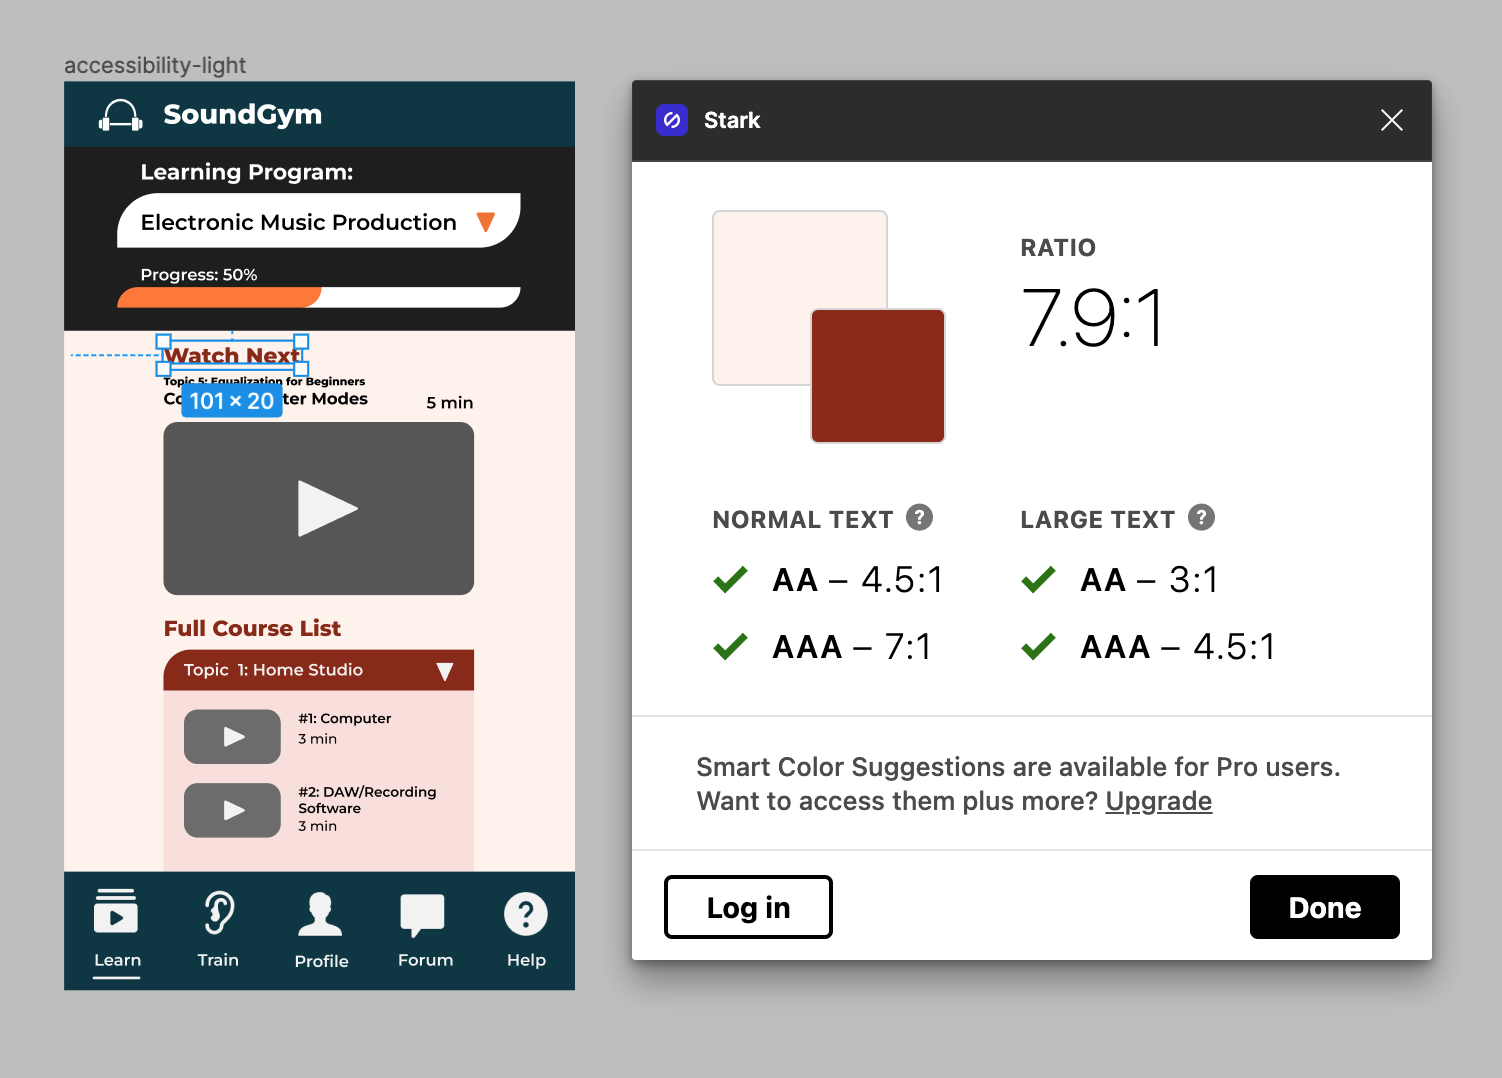 accessibility-light
SoundGym
Learning Program:
Electronic Music Production
Progress: 50%
Watch Next
Topic 5: Equalization for Beginners
ter Modes
5 min
101 × 20
Full Course List
Topic 1: Home Studio
#1: Computer
3 min
#2: DAW/Recording
Software
3 min
Learn
Train
Profile
Forum
? Help
Stark
RATIO
7.9:1
NORMAL TEXT ?
AA – 4.5:1
AAA – 7:1
LARGE TEXT ?
AA – 3:1
AAA – 4.5:1
Smart Color Suggestions are available for Pro users.
Want to access them plus more? Upgrade
Log in
Done